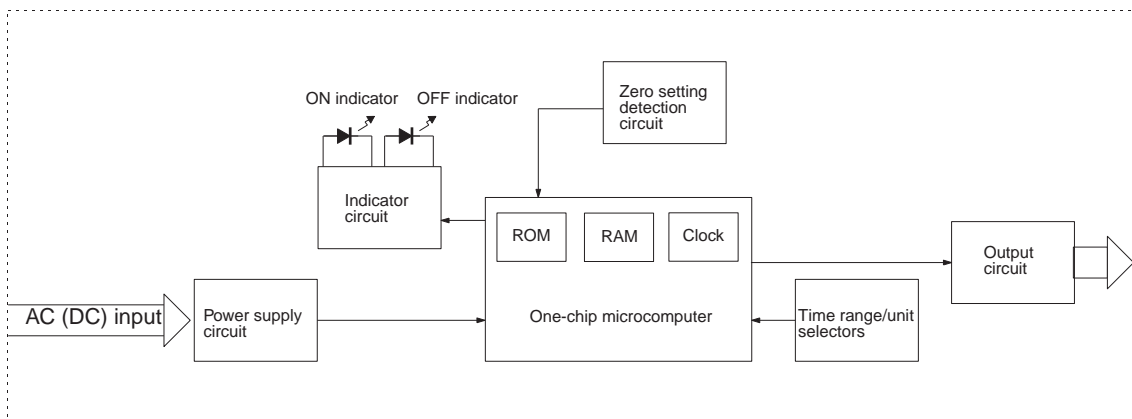 Zero setting
detection
circuit
ON indicator
OFF indicator
Indicator
circuit
ROM
RAM
Clock
Output
circuit
AC (DC) input
Power supply
circuit
One-chip microcomputer
Time range/unit
selectors